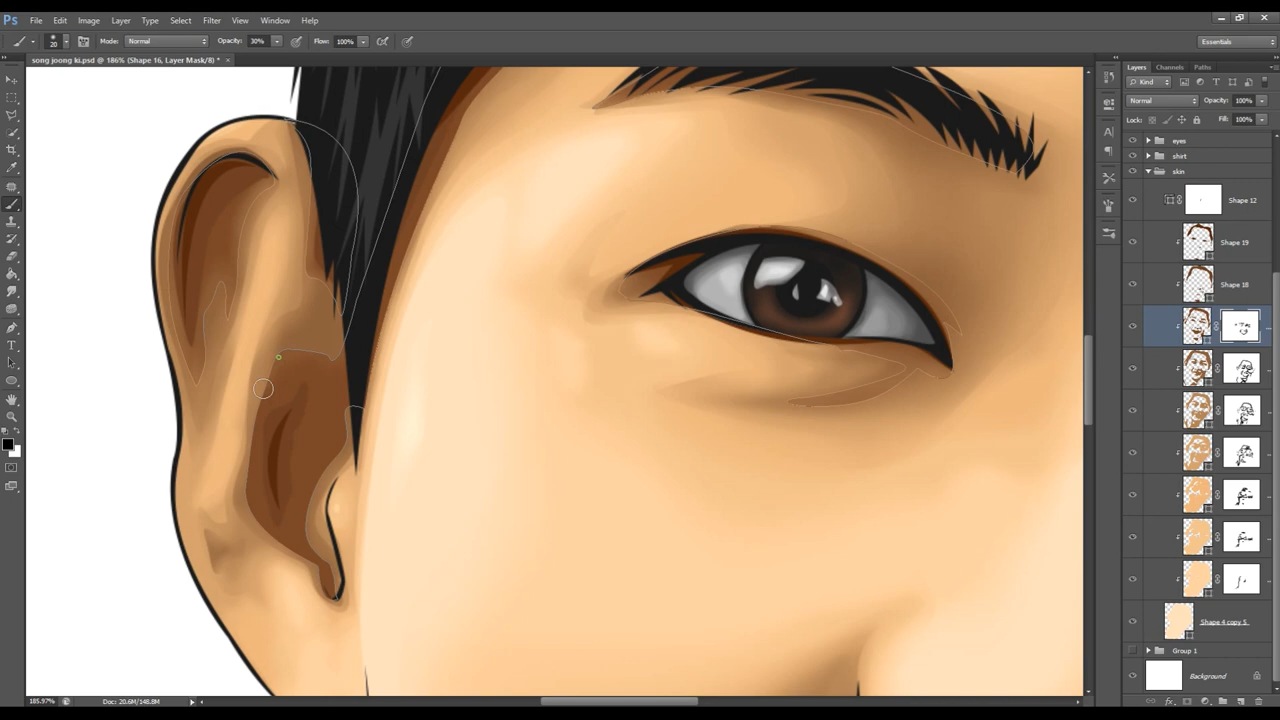 Ps File Edit Image Layer Type Select Filter View Window Help
20 Mode: Normal Opacity: 30% Flow: 100% Essentials
song joong ki.psd @ 186% (Shape 16, Layer Mask/8) * ×
Layers Channels Paths
Kind
Normal Opacity: 100%
Lock: Fill: 100%
eyes
shirt
skin
Shape 12
Shape 19
Shape 18
...
...
...
...
...
...
...
Shape 4 copy 5
Group 1
Background
185.97% Doc: 20.6M/148.8M